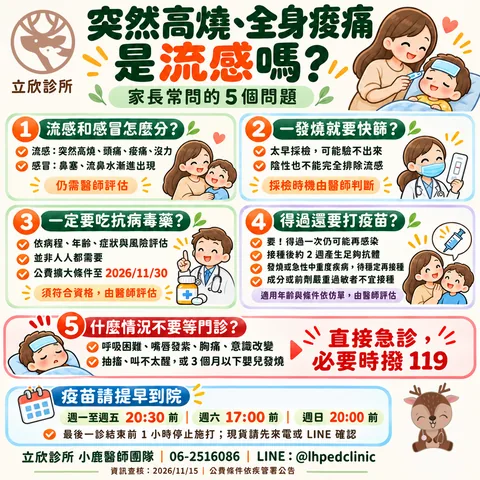 突然高燒、全身痠痛
是流感嗎?
立欣診所
家長常問的 5 個問題
1 流感和感冒怎麼分?
流感:突然高燒、頭痛、痠痛、沒力
感冒:鼻塞、流鼻水漸進出現
仍需醫師評估
2 一發燒就要快篩?
太早採檢,可能驗不出來
陰性也不能完全排除流感
採檢時機由醫師判斷
3 一定要吃抗病毒藥?
依病程、年齡、症狀與風險評估
並非人人都需要
公費擴大條件至 2026/11/30
須符合資格,由醫師評估
4 得過還要打疫苗?
要!得過一次仍可能再感染
接種後約 2 週產生足夠抗體
發燒或急性中重度疾病,待穩定再接種
成分或前劑嚴重過敏者不宜接種
適用年齡與條件依仿單,由醫師評估
5 什麼情況不要等門診?
呼吸困難、嘴唇發紫、胸痛、意識改變
抽搐、叫不太醒,或 3 個月以下嬰兒發燒
直接急診,
必要時撥 119
疫苗請提早到院
週一至週五 20:30 前 | 週六 17:00 前 | 週日 20:00 前
最後一診結束前 1 小時停止施打;現貨請先來電或 LINE 確認
立欣診所 小鹿醫師團隊 | 06-2516086 | LINE:@lhpedclinic
資訊查核:2026/11/15 | 公費條件依疾管署公告